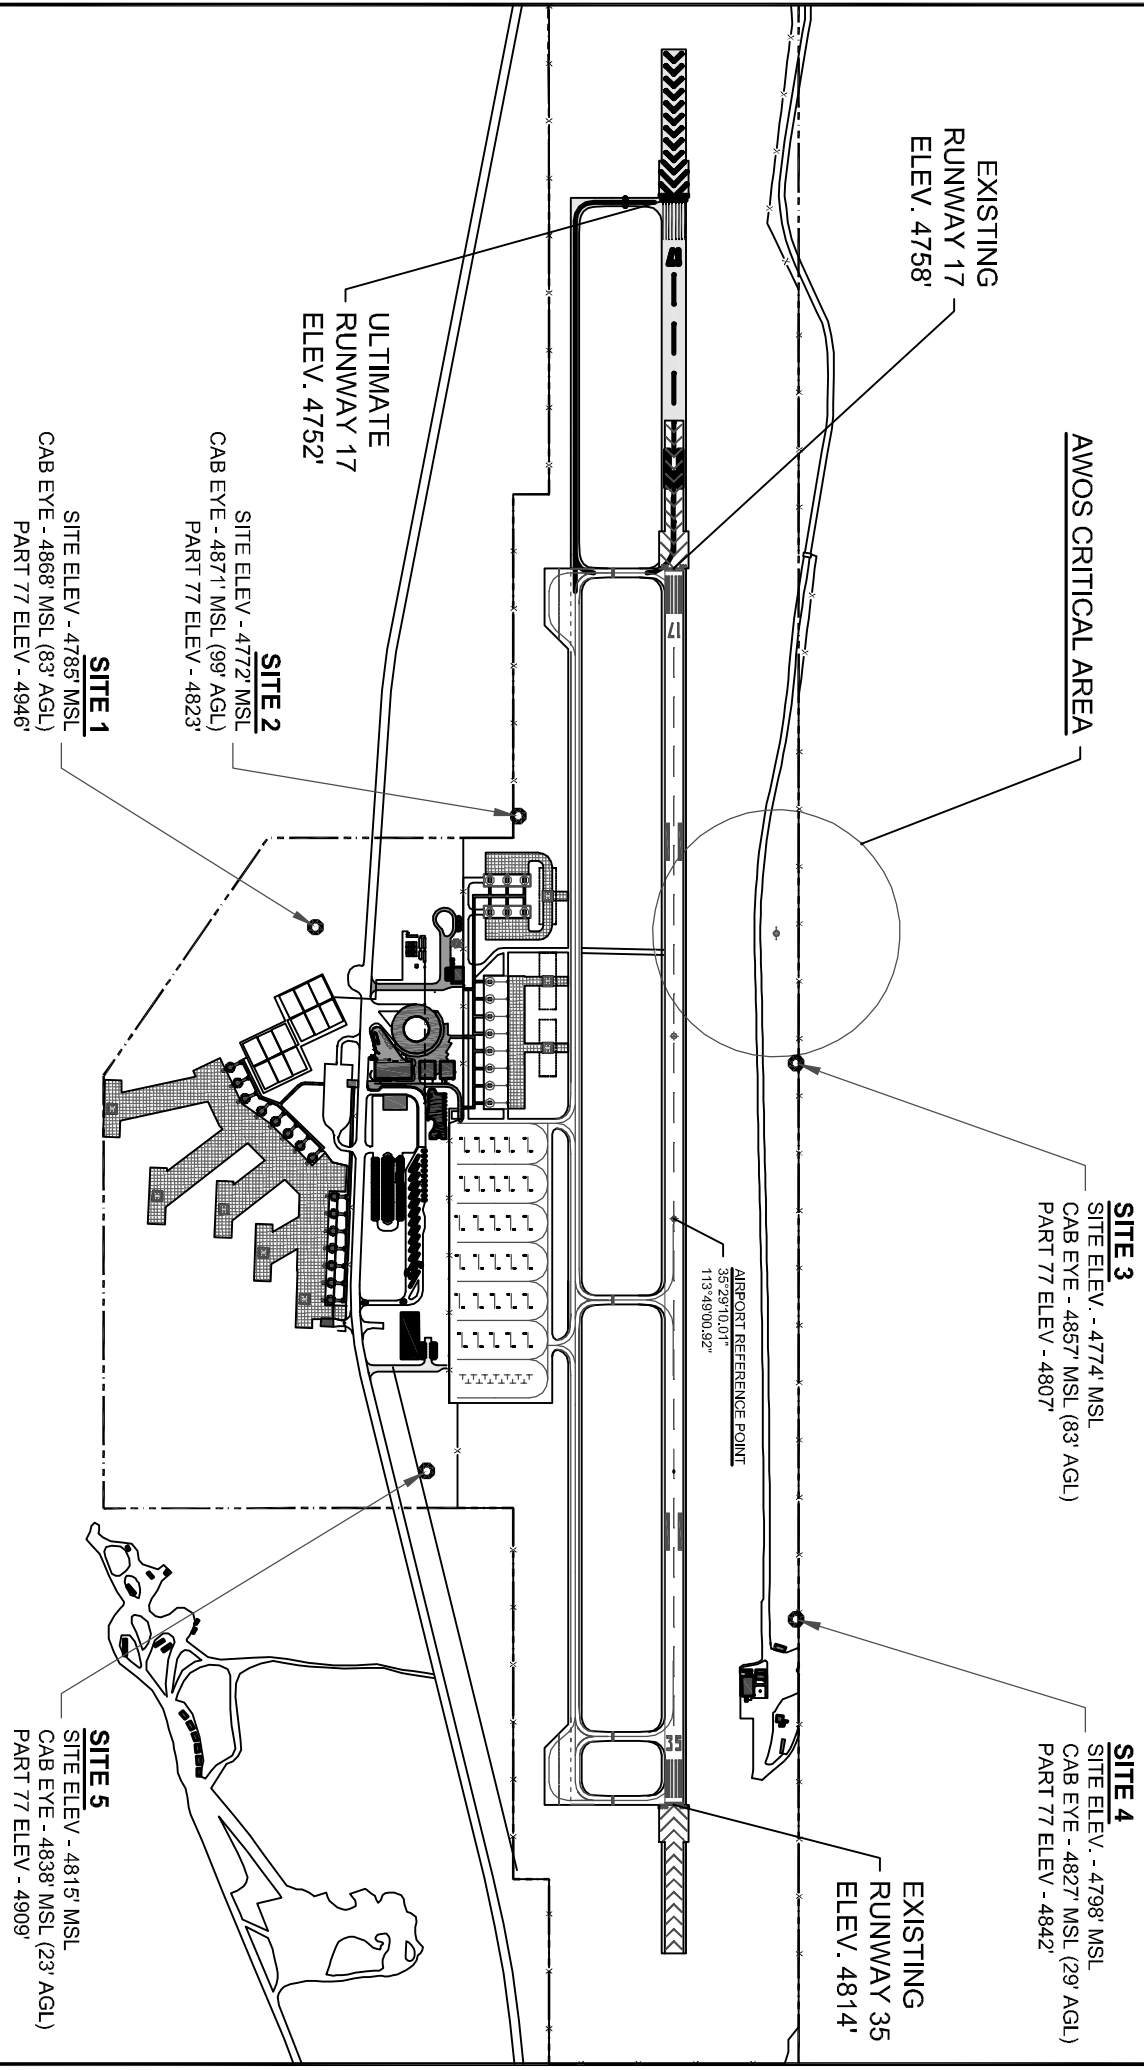 EXISTING
RUNWAY 17
ELEV. 4758'
AWOS CRITICAL AREA
SITE 3
SITE ELEV. - 4774' MSL
CAB EYE - 4857' MSL (83' AGL)
PART 77 ELEV - 4807'
SITE 4
SITE ELEV. - 4798' MSL
CAB EYE - 4827' MSL (29' AGL)
PART 77 ELEV - 4842'
EXISTING
RUNWAY 35
ELEV. 4814'
AIRPORT REFERENCE POINT
35°29'10.01"
113°49'00.92"
17
17
35
ULTIMATE
RUNWAY 17
ELEV. 4752'
SITE 2
SITE ELEV - 4772' MSL
CAB EYE - 4871' MSL (99' AGL)
PART 77 ELEV - 4823'
SITE 1
SITE ELEV - 4785' MSL
CAB EYE - 4868' MSL (83' AGL)
PART 77 ELEV - 4946'
SITE 5
SITE ELEV - 4815' MSL
CAB EYE - 4838' MSL (23' AGL)
PART 77 ELEV - 4909'